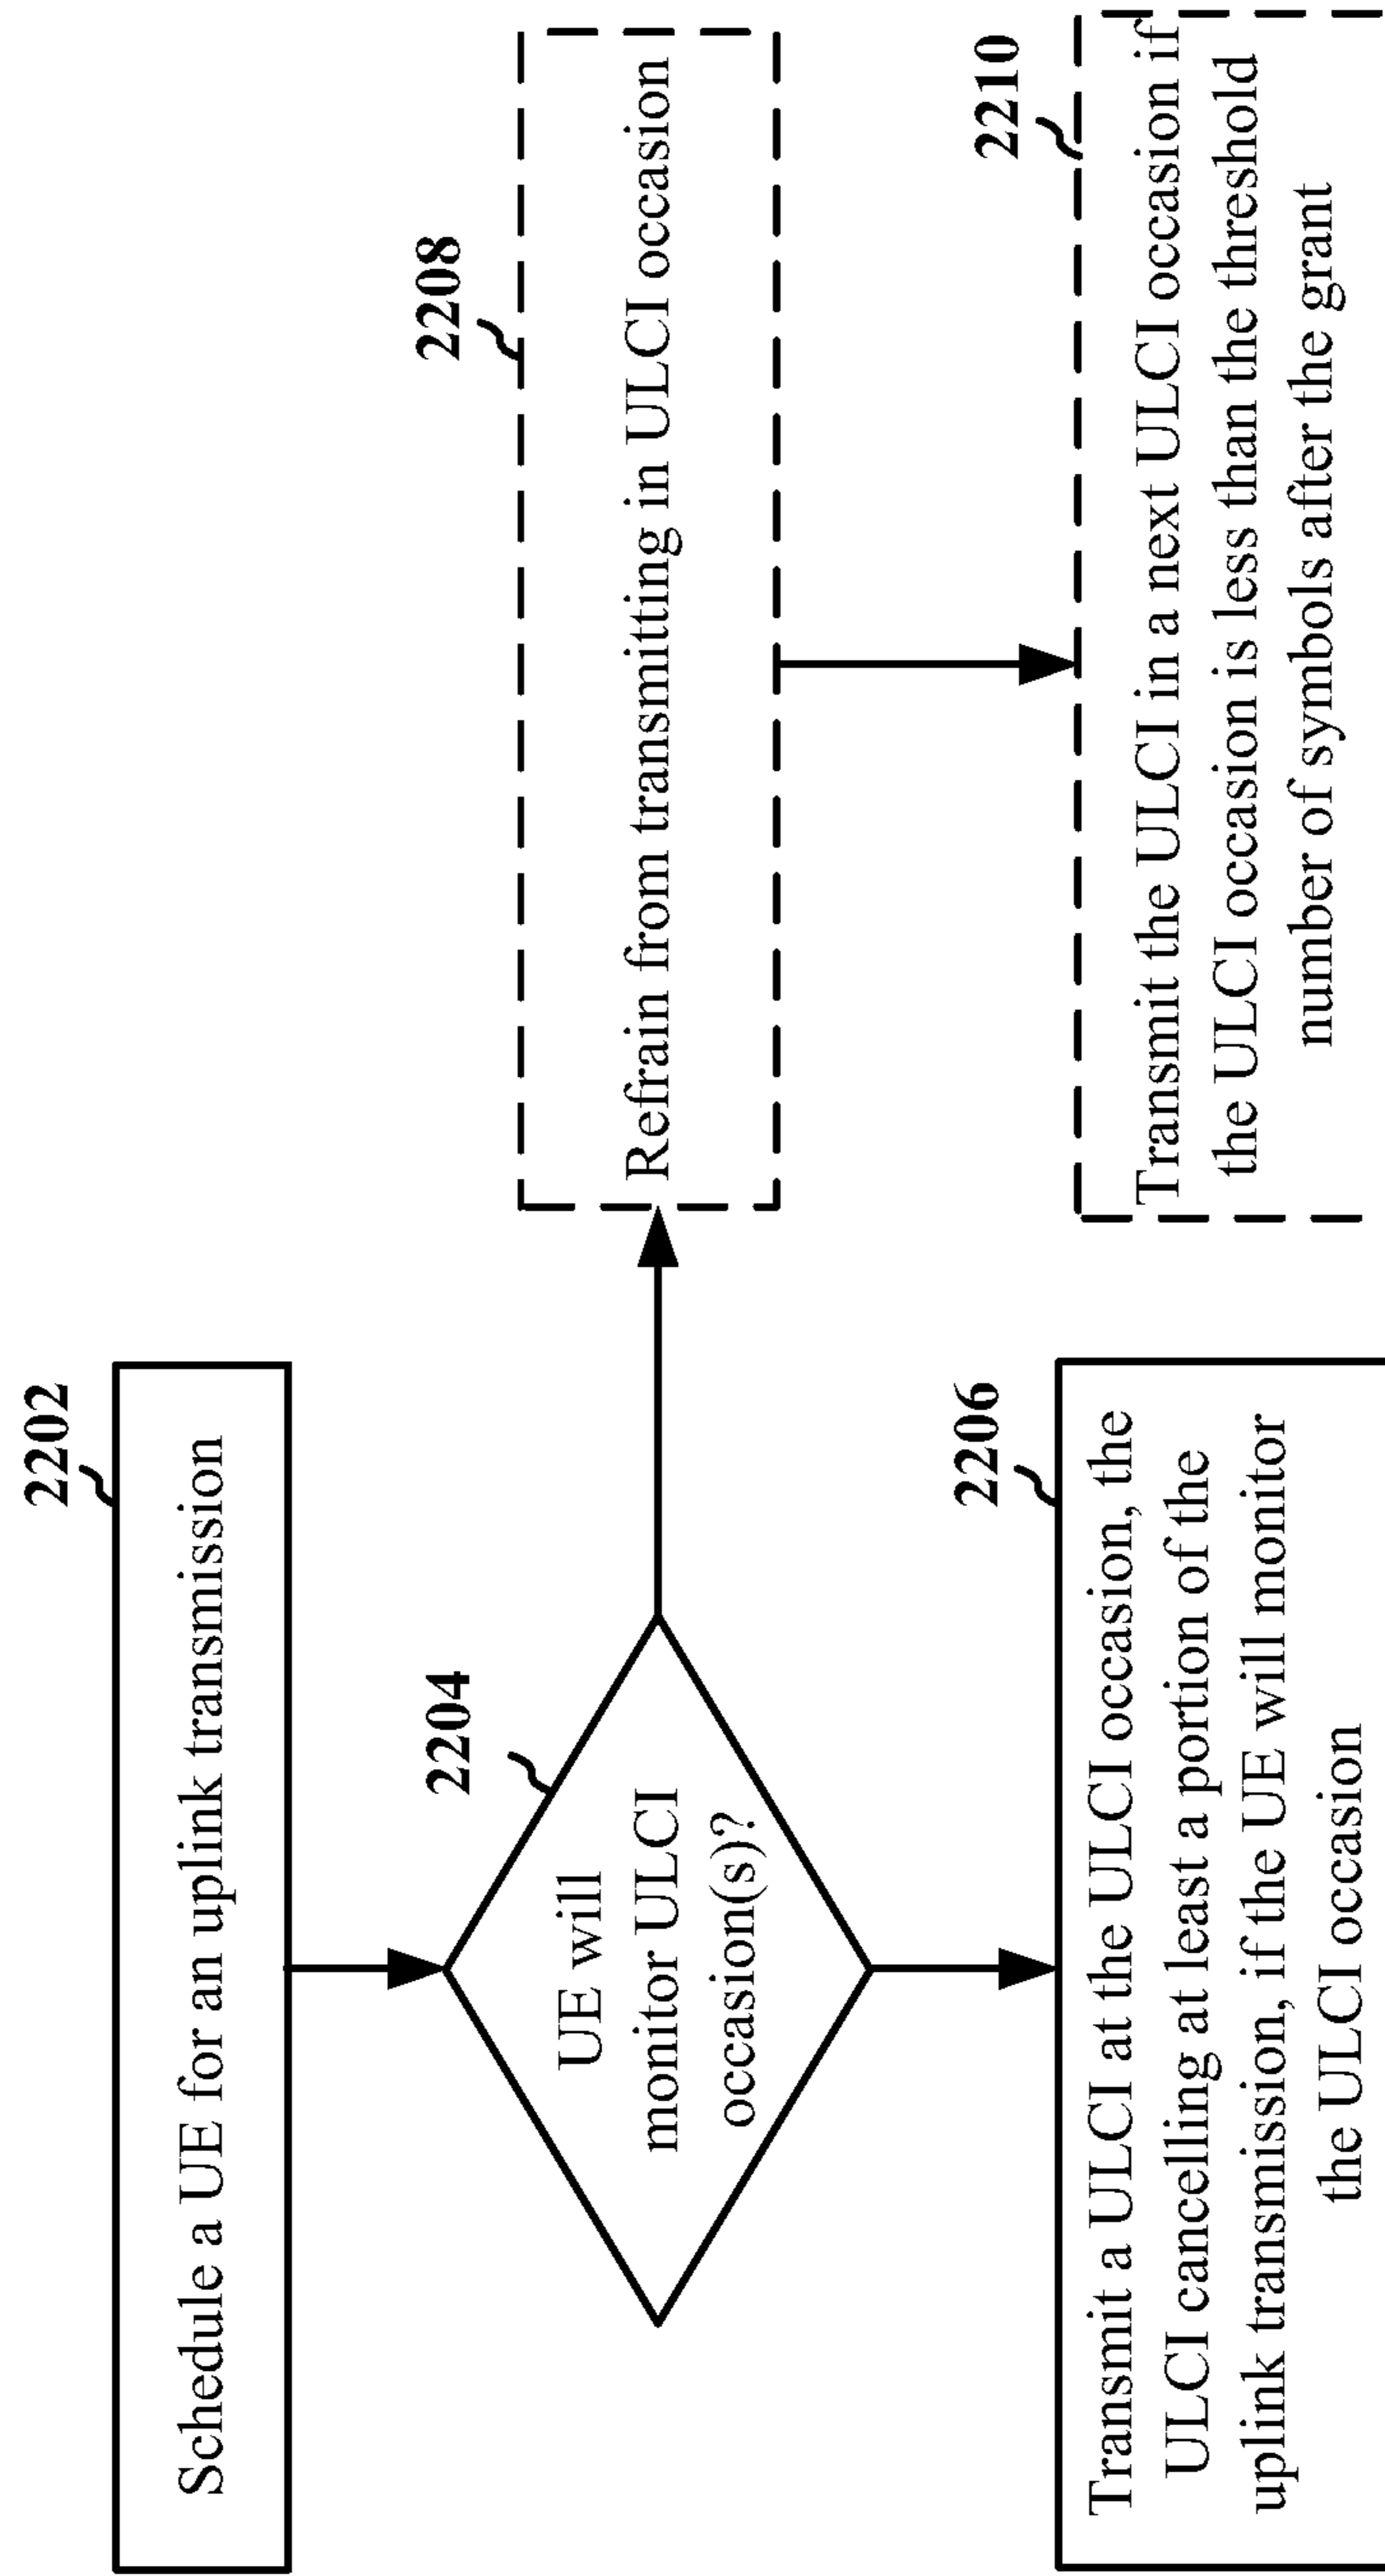 2202
Schedule a UE for an uplink transmission
2204
UE will
monitor ULCI
occasion(s)?
2208
Refrain from transmitting in ULCI occasion
2206
Transmit a ULCI at the ULCI occasion, the
ULCI cancelling at least a portion of the
uplink transmission, if the UE will monitor
the ULCI occasion
2210
Transmit the ULCI in a next ULCI occasion if
the ULCI occasion is less than the threshold
number of symbols after the grant